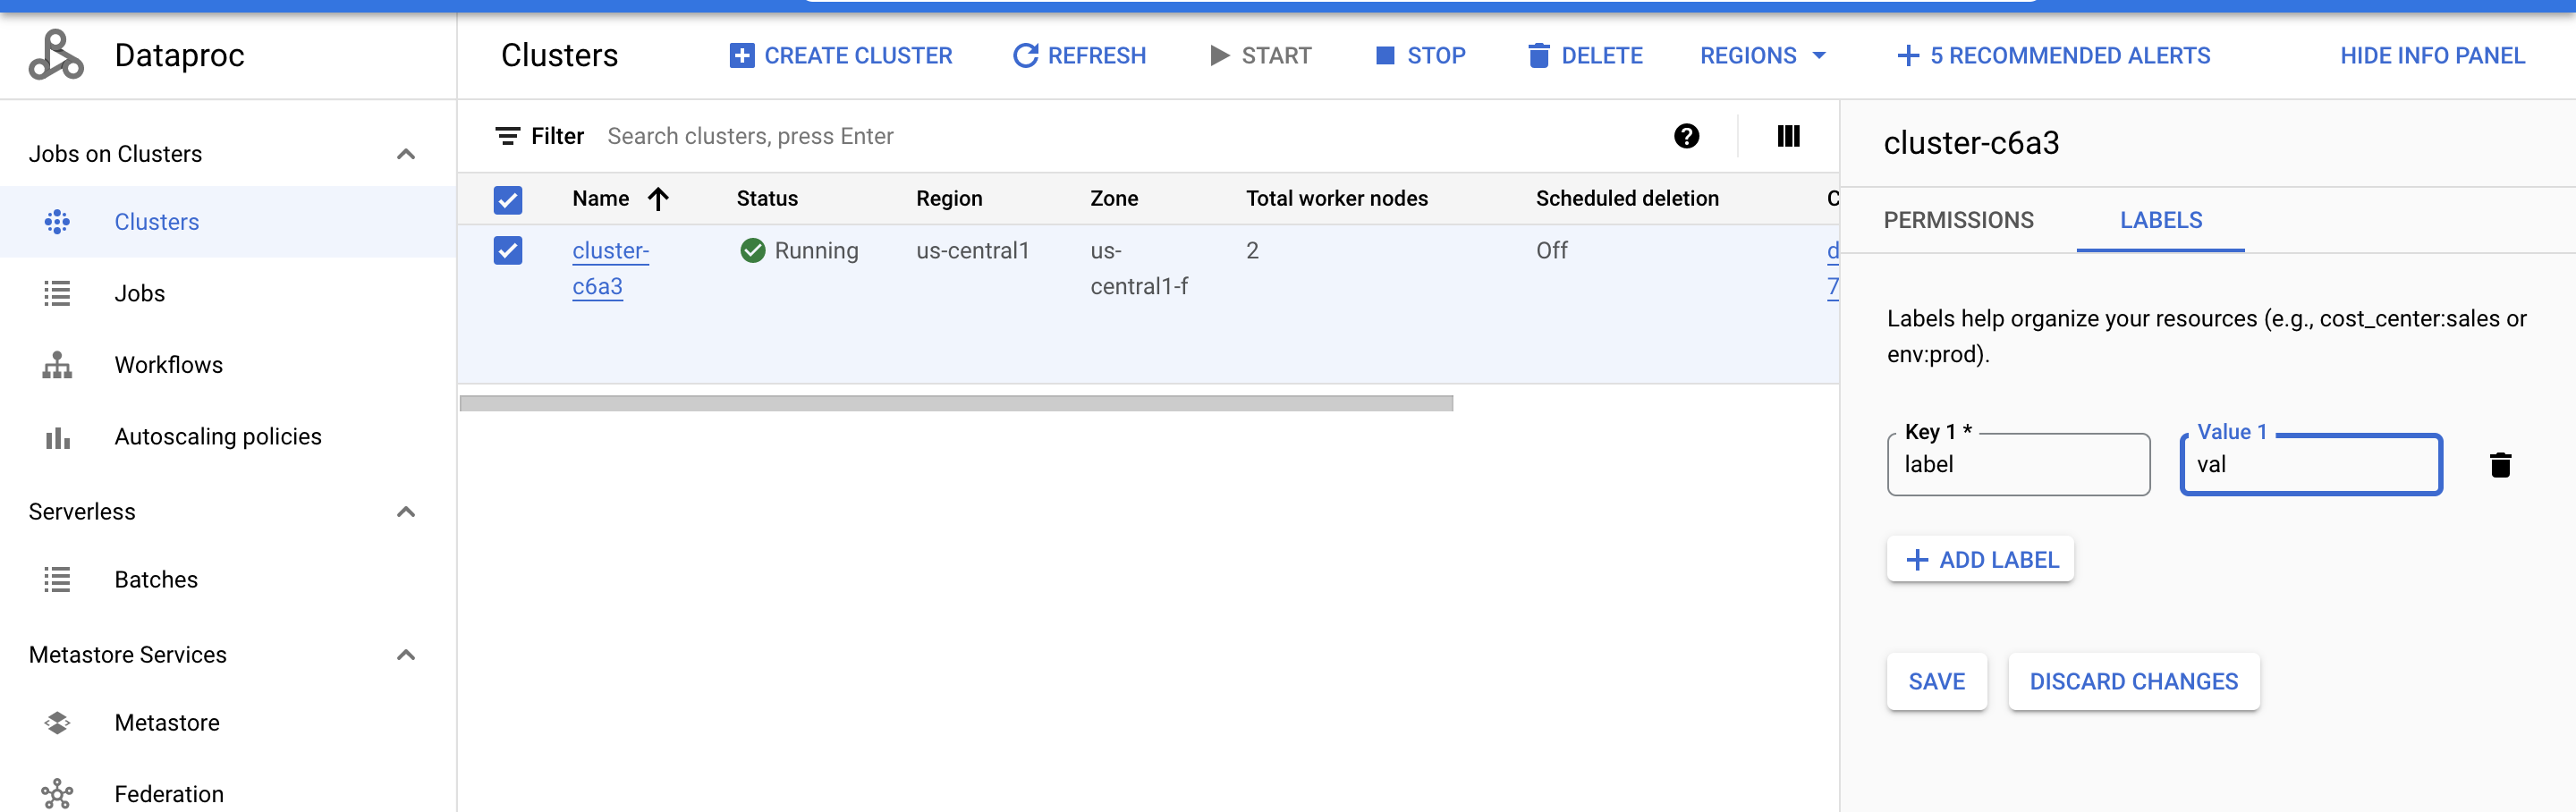 Dataproc
Clusters
CREATE CLUSTER
REFRESH
START
STOP
DELETE
REGIONS
5 RECOMMENDED ALERTS
HIDE INFO PANEL
Jobs on Clusters
Clusters
Jobs
Workflows
Autoscaling policies
Serverless
Batches
Metastore Services
Metastore
Federation
Filter Search clusters, press Enter
Name Status Region Zone Total worker nodes Scheduled deletion C
cluster- Running us-central1 us- 2 Off d
c6a3 central1-f 7
cluster-c6a3
PERMISSIONS LABELS
Labels help organize your resources (e.g., cost_center:sales or
env:prod).
Key 1 * Value 1
label val
ADD LABEL
SAVE DISCARD CHANGES